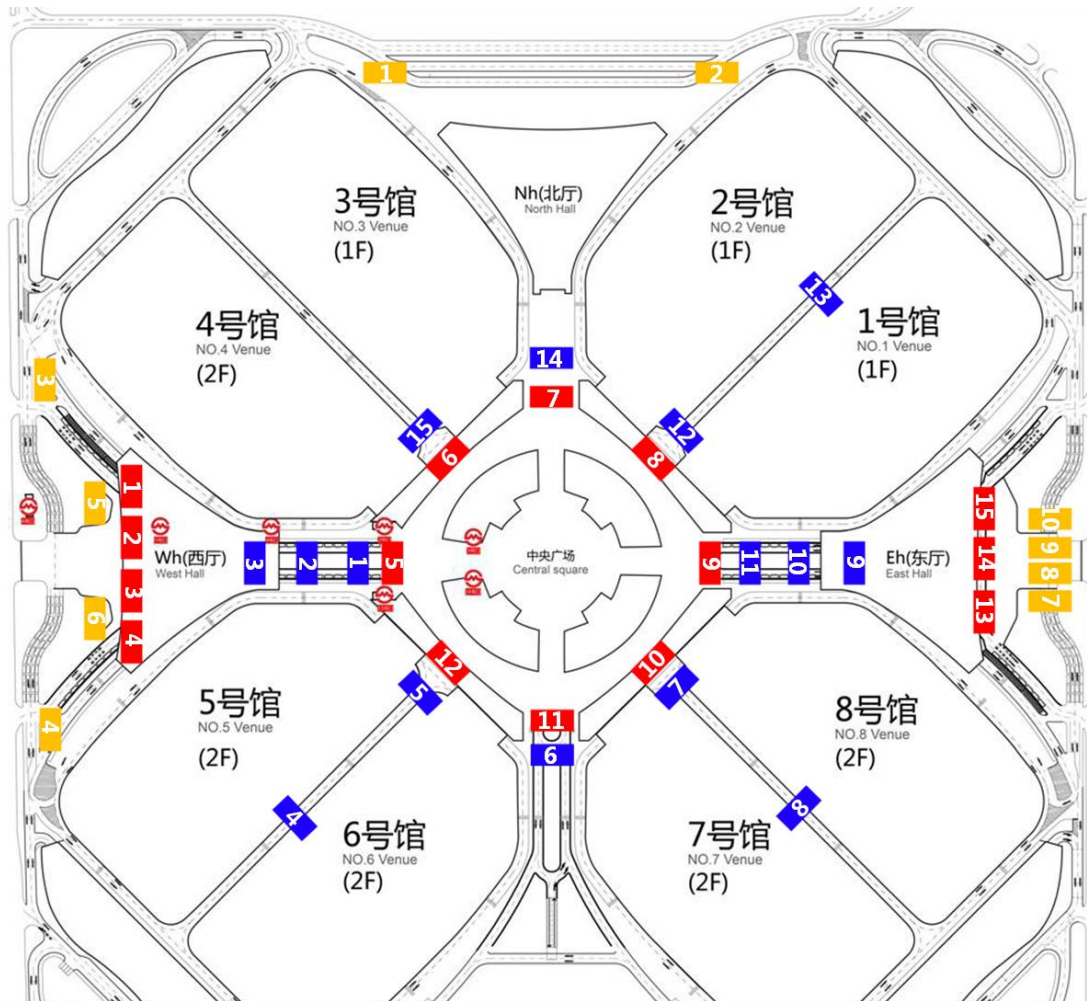 1
2
3号馆
NO.3 Venue
(1F)
Nh(北厅)
North Hall
2号馆
NO.2 Venue
(1F)
13
4号馆
NO.4 Venue
(2F)
1号馆
NO.1 Venue
(1F)
3
14
7
15
6
12
8
5
1
2
3
4
6
Wh(西厅)
West Hall
3
2
1
5
中央广场
Central square
9
11
10
9
Eh(东厅)
East Hall
15
14
13
10
9
8
7
12
5
10
7
11
6
4
5号馆
NO.5 Venue
(2F)
8号馆
NO.8 Venue
(2F)
4
8
6号馆
NO.6 Venue
(2F)
7号馆
NO.7 Venue
(2F)